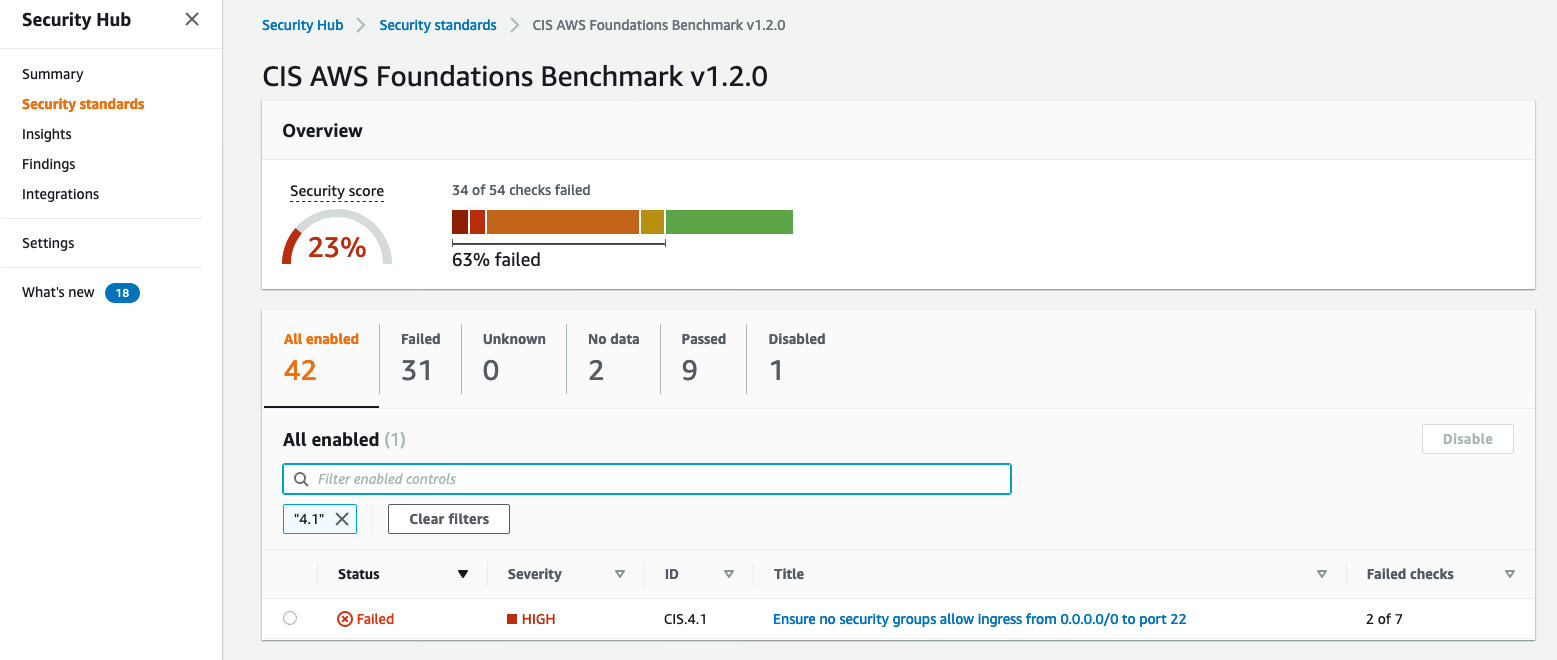 Security Hub
Summary
Security standards
Insights
Findings
Integrations
Settings
What's new 18
Security Hub Security standards CIS AWS Foundations Benchmark v1.2.0
CIS AWS Foundations Benchmark v1.2.0
Overview
Security score
23%
34 of 54 checks failed
63% failed
All enabled Failed Unknown No data Passed Disabled
42 31 0 2 9 1
All enabled (1)
Disable
Filter enabled controls
"4.1" Clear filters
Status Severity ID Title Failed checks
Failed HIGH CIS.4.1 Ensure no security groups allow ingress from 0.0.0.0/0 to port 22 2 of 7